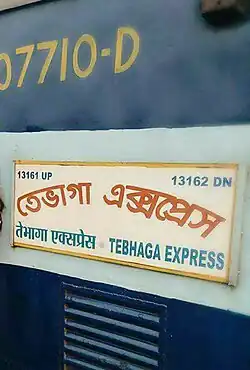 07710-D
13161 UP 13162 DN
তেভাগা এক্সপ্রেস
तेभागा एक्सप्रेस • TEBHAGA EXPRESS